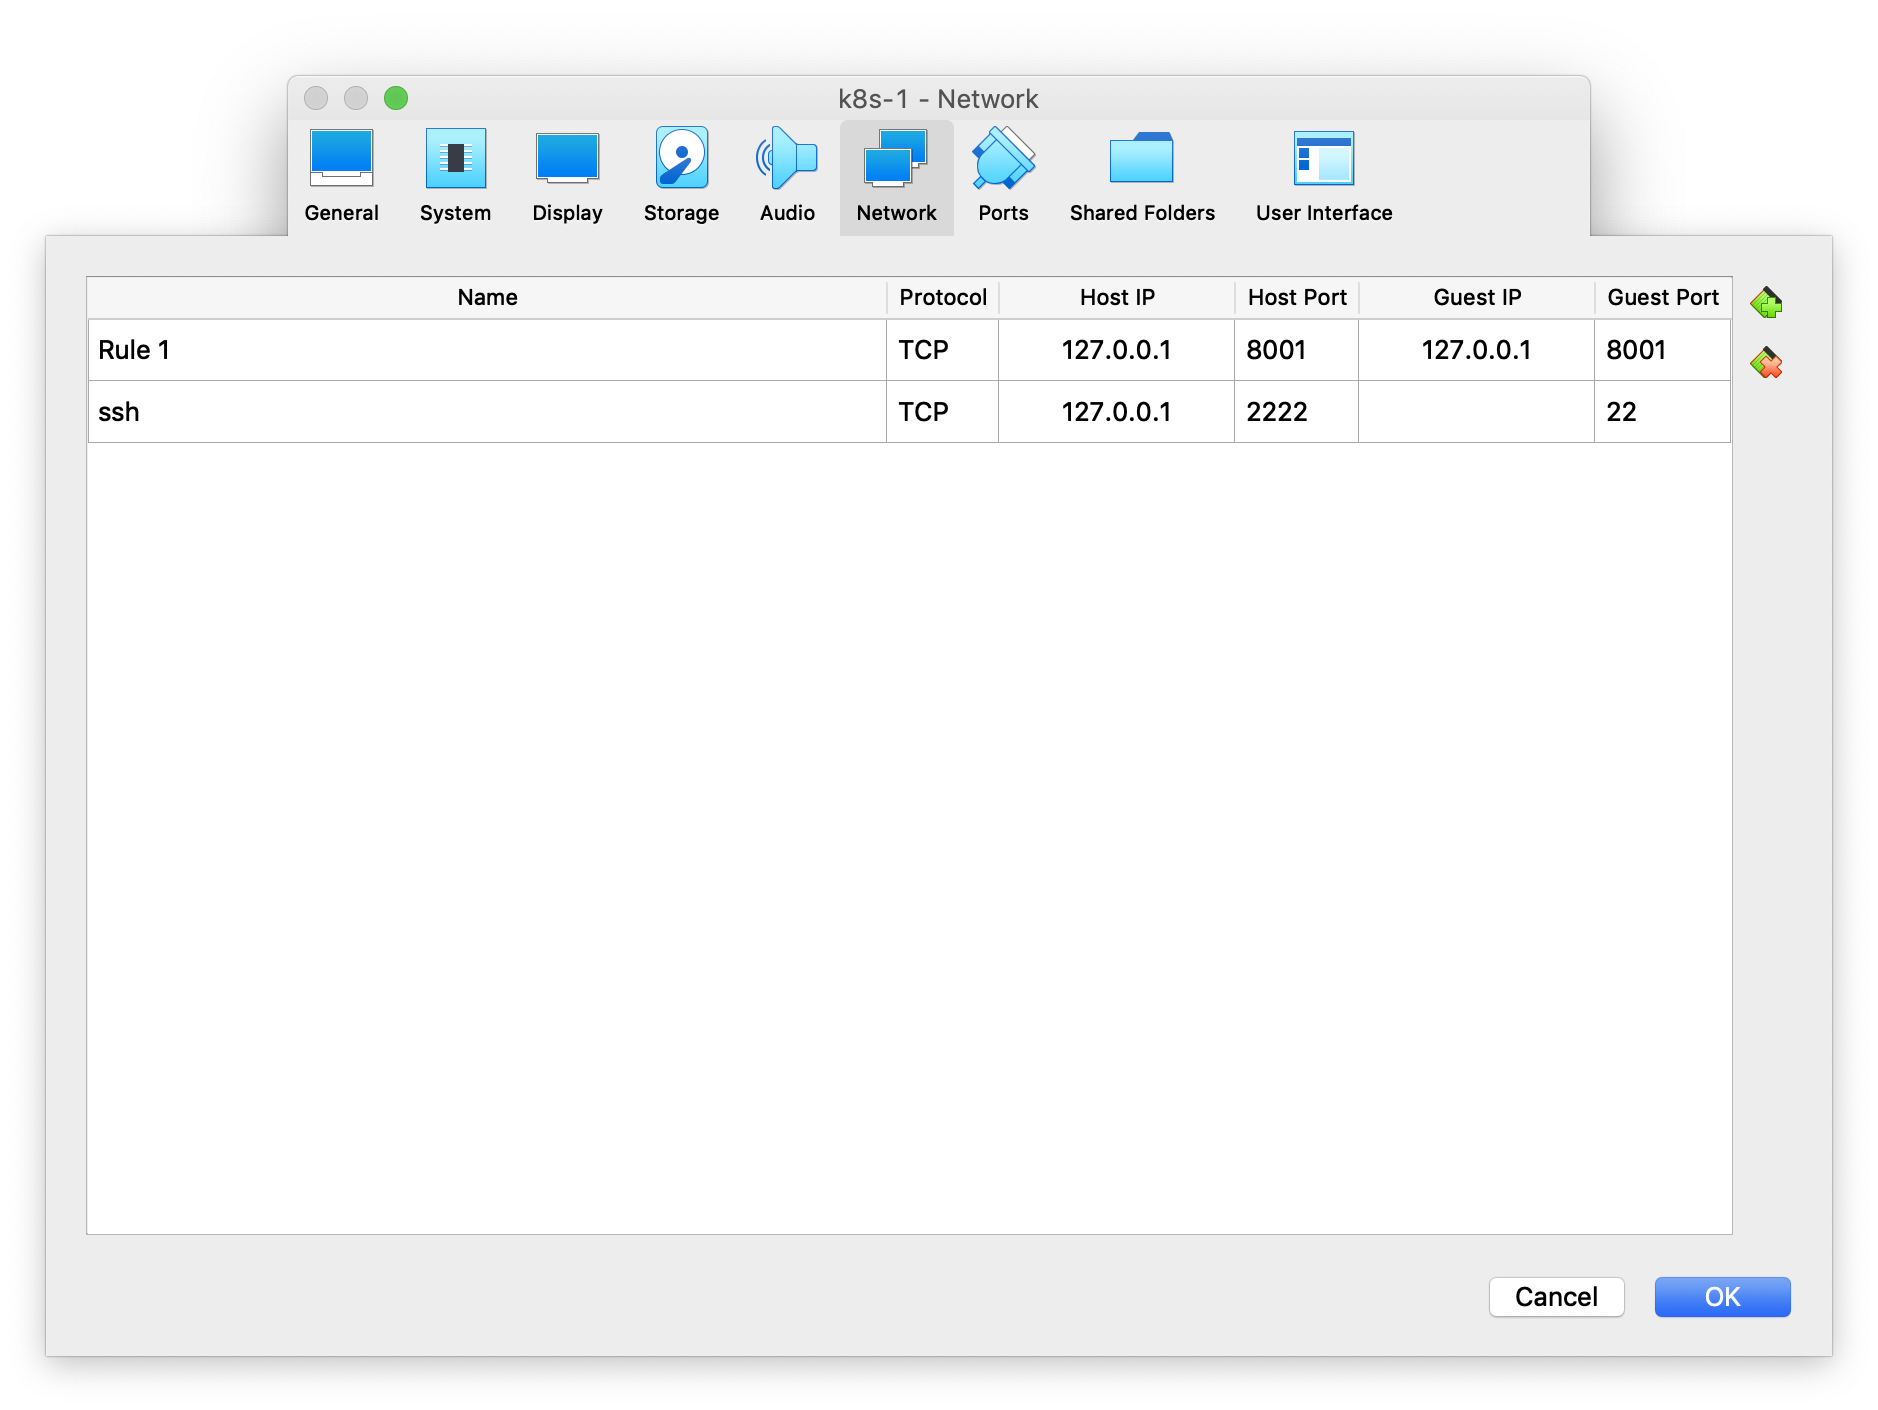 k8s-1 - Network
General System Display Storage Audio Network Ports Shared Folders User Interface
Name Protocol Host IP Host Port Guest IP Guest Port
Rule 1 TCP 127.0.0.1 8001 127.0.0.1 8001
ssh TCP 127.0.0.1 2222 22
Cancel OK